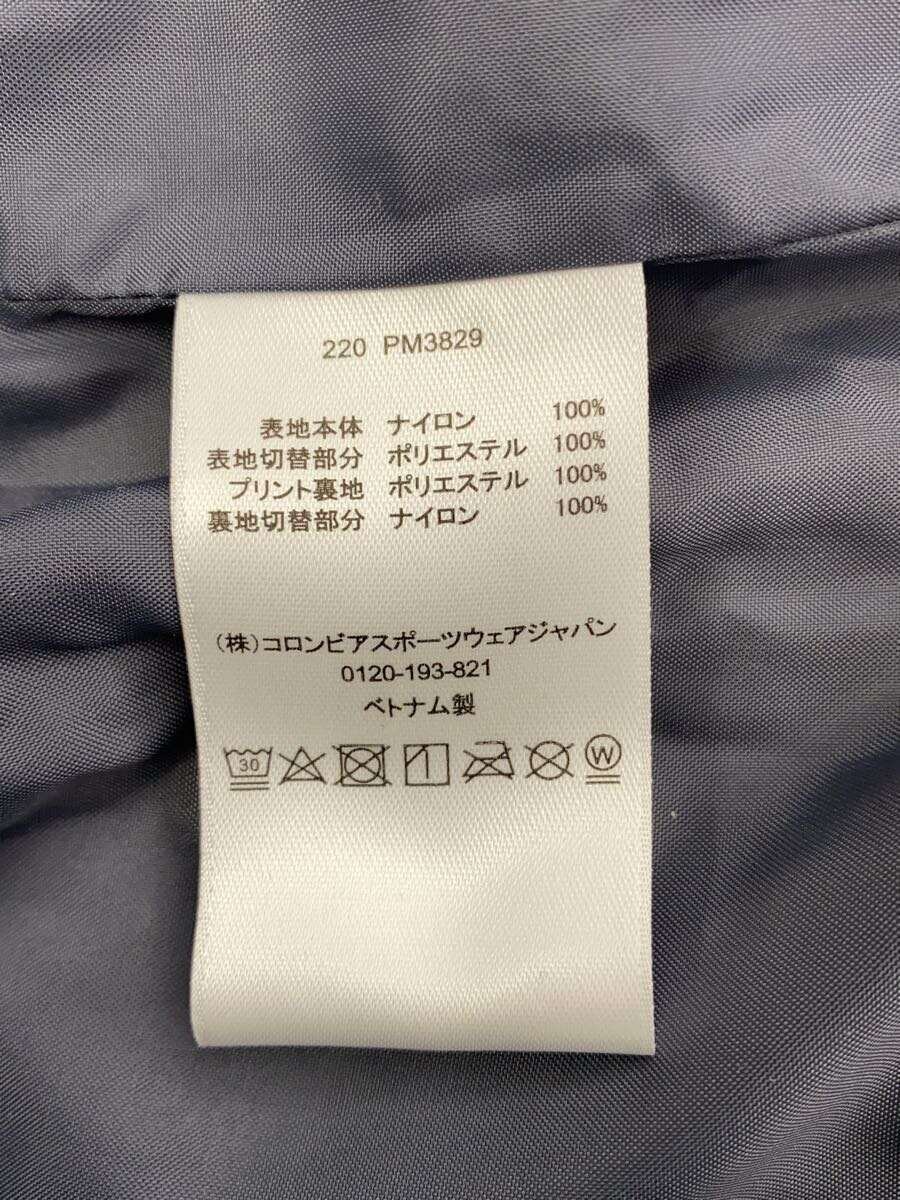 220 PM3829
表地本体 ナイロン 100%
表地切替部分 ポリエステル 100%
プリント裏地 ポリエステル 100%
裏地切替部分 ナイロン 100%
(株)コロンビアスポーツウェアジャパン
0120-193-821
ベトナム製
30 W